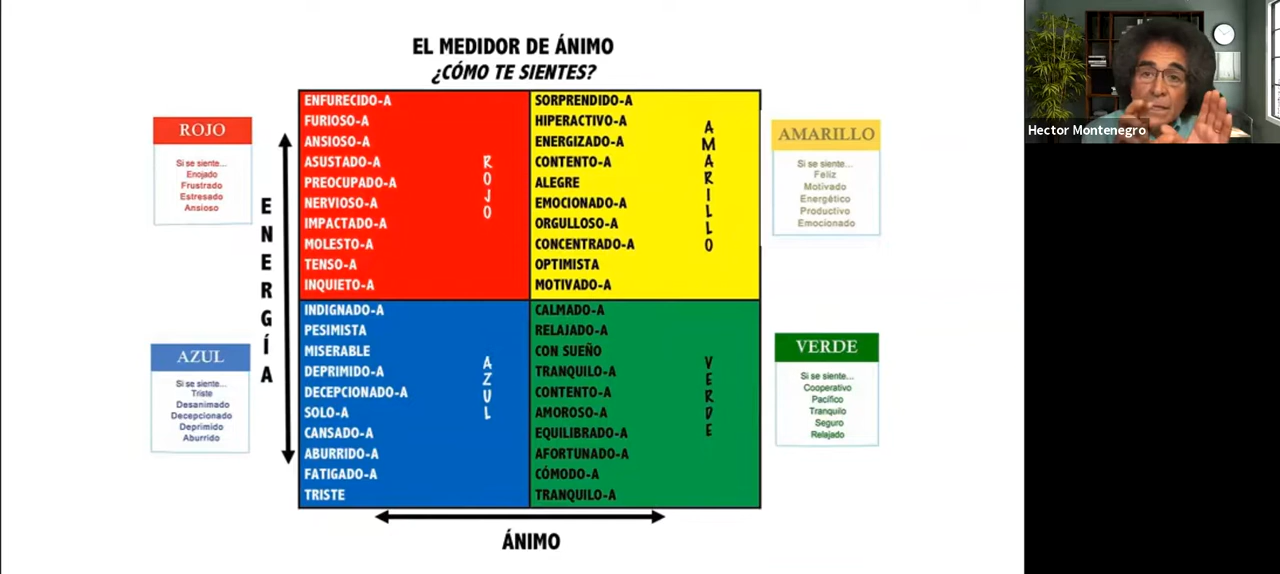 EL MEDIDOR DE ÁNIMO
¿CÓMO TE SIENTES?
ROJO
Si se siente...
Enojado
Frustrado
Estresado
Ansioso
AZUL
Si se siente...
Triste
Desanimado
Decepcionado
Deprimido
Aburrido
ENERGÍA
ENFURECIDO-A
FURIOSO-A
ANSIOSO-A
ASUSTADO-A
PREOCUPADO-A
NERVIOSO-A
IMPACTADO-A
MOLESTO-A
TENSO-A
INQUIETO-A
ROJO
SORPRENDIDO-A
HIPERACTIVO-A
ENERGIZADO-A
CONTENTO-A
ALEGRE
EMOCIONADO-A
ORGULLOSO-A
CONCENTRADO-A
OPTIMISTA
MOTIVADO-A
AMARILLO
INDIGNADO-A
PESIMISTA
MISERABLE
DEPRIMIDO-A
DECEPCIONADO-A
SOLO-A
CANSADO-A
ABURRIDO-A
FATIGADO-A
TRISTE
AZUL
CALMADO-A
RELAJADO-A
CON SUEÑO
TRANQUILO-A
CONTENTO-A
AMOROSO-A
EQUILIBRADO-A
AFORTUNADO-A
CÓMODO-A
TRANQUILO-A
VERDE
ÁNIMO
AMARILLO
Si se siente...
Feliz
Motivado
Energético
Productivo
Emocionado
VERDE
Si se siente...
Cooperativo
Pacífico
Tranquilo
Seguro
Relajado
Hector Montenegro